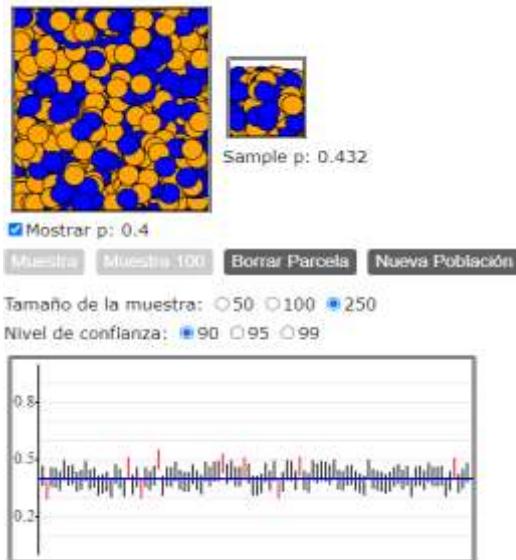 Sample p: 0.432
Mostrar p: 0.4
Muestra Muestra 100 Borrar Parcela Nueva Población
Tamaño de la muestra: 50 100 250
Nivel de confianza: 90 95 99
0.8
0.5
0.2